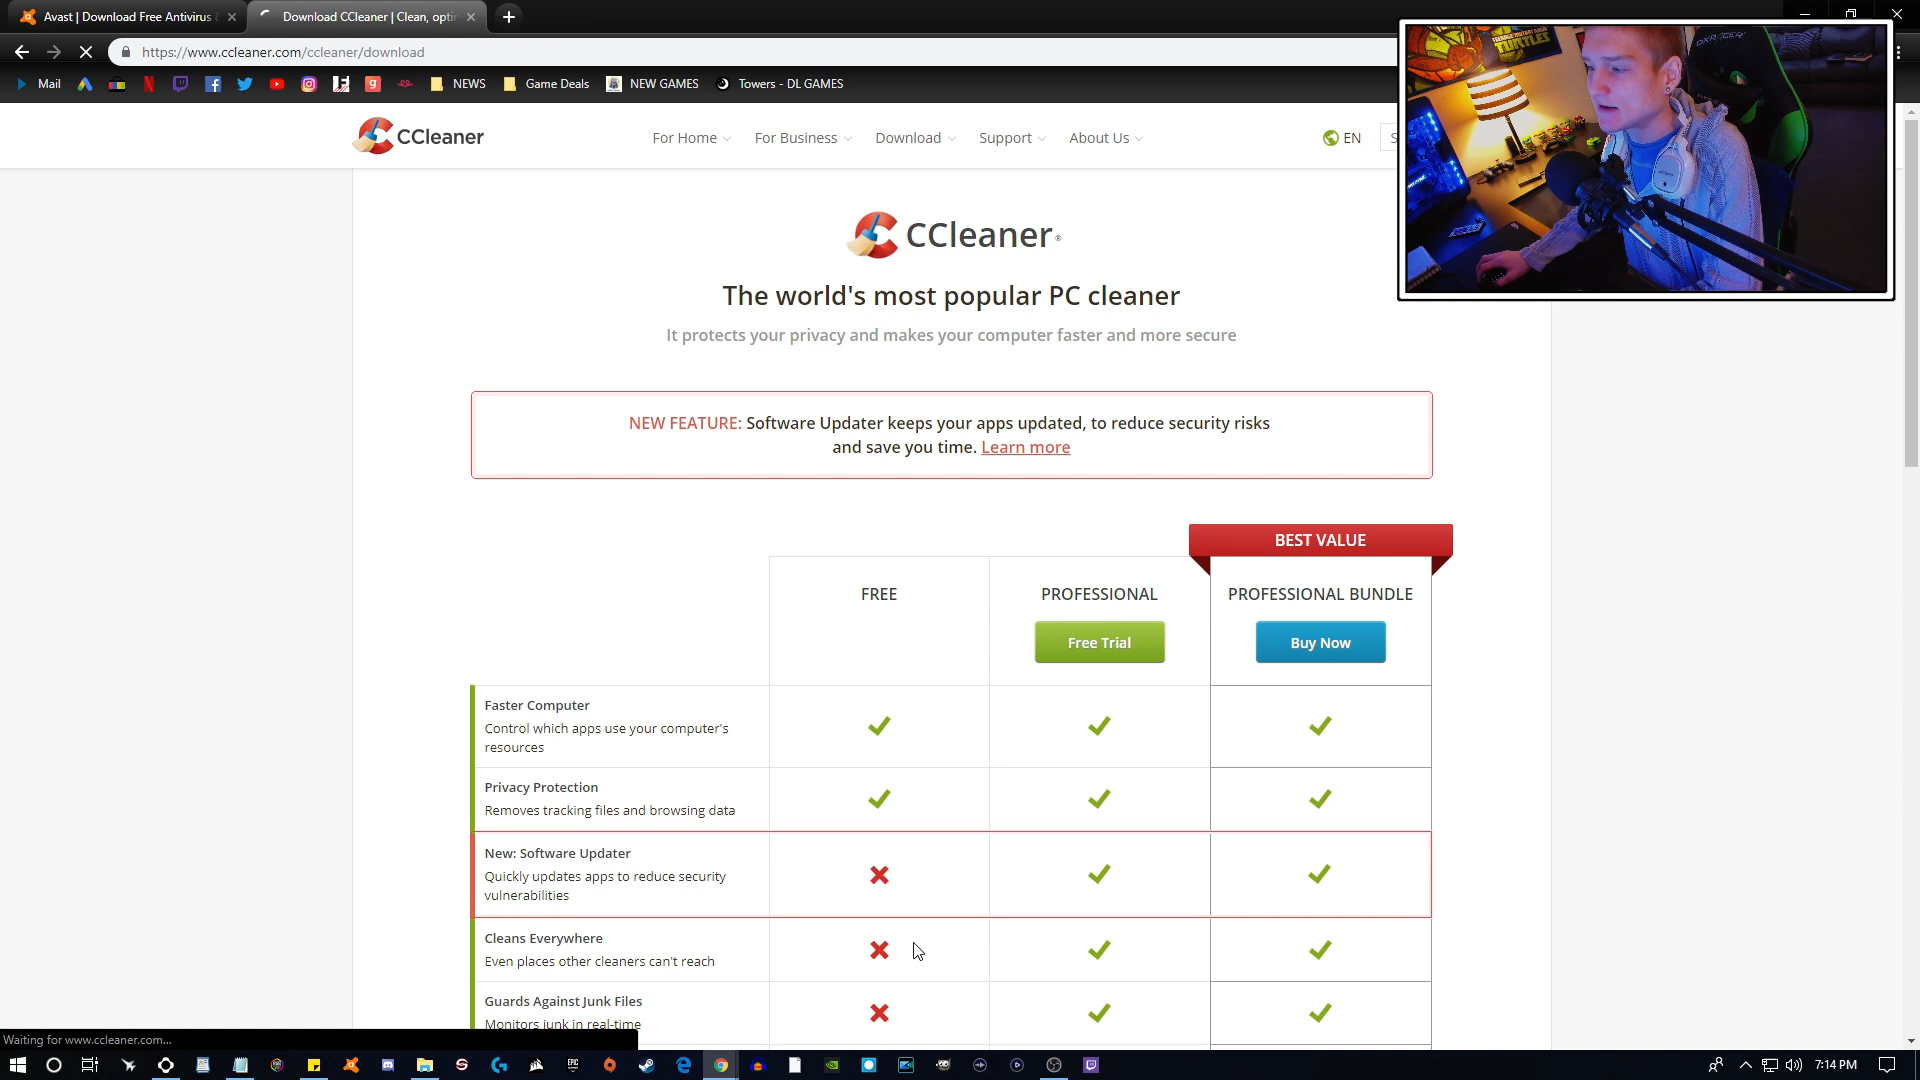 Avast | Download Free Antivirus &
Download CCleaner | Clean, opti
https://www.ccleaner.com/ccleaner/download
Mail
NEWS
Game Deals
NEW GAMES
Towers - DL GAMES
CCleaner
For Home
For Business
Download
Support
About Us
EN
S
CCleaner®
The world's most popular PC cleaner
It protects your privacy and makes your computer faster and more secure
NEW FEATURE: Software Updater keeps your apps updated, to reduce security risks
and save you time. Learn more
BEST VALUE
FREE
PROFESSIONAL
PROFESSIONAL BUNDLE
Free Trial
Buy Now
Faster Computer
Control which apps use your computer's
resources
Privacy Protection
Removes tracking files and browsing data
New: Software Updater
Quickly updates apps to reduce security
vulnerabilities
Cleans Everywhere
Even places other cleaners can't reach
Guards Against Junk Files
Monitors junk in real-time
Waiting for www.ccleaner.com...
7:14 PM
TURTLES
DXRACER
EPIC